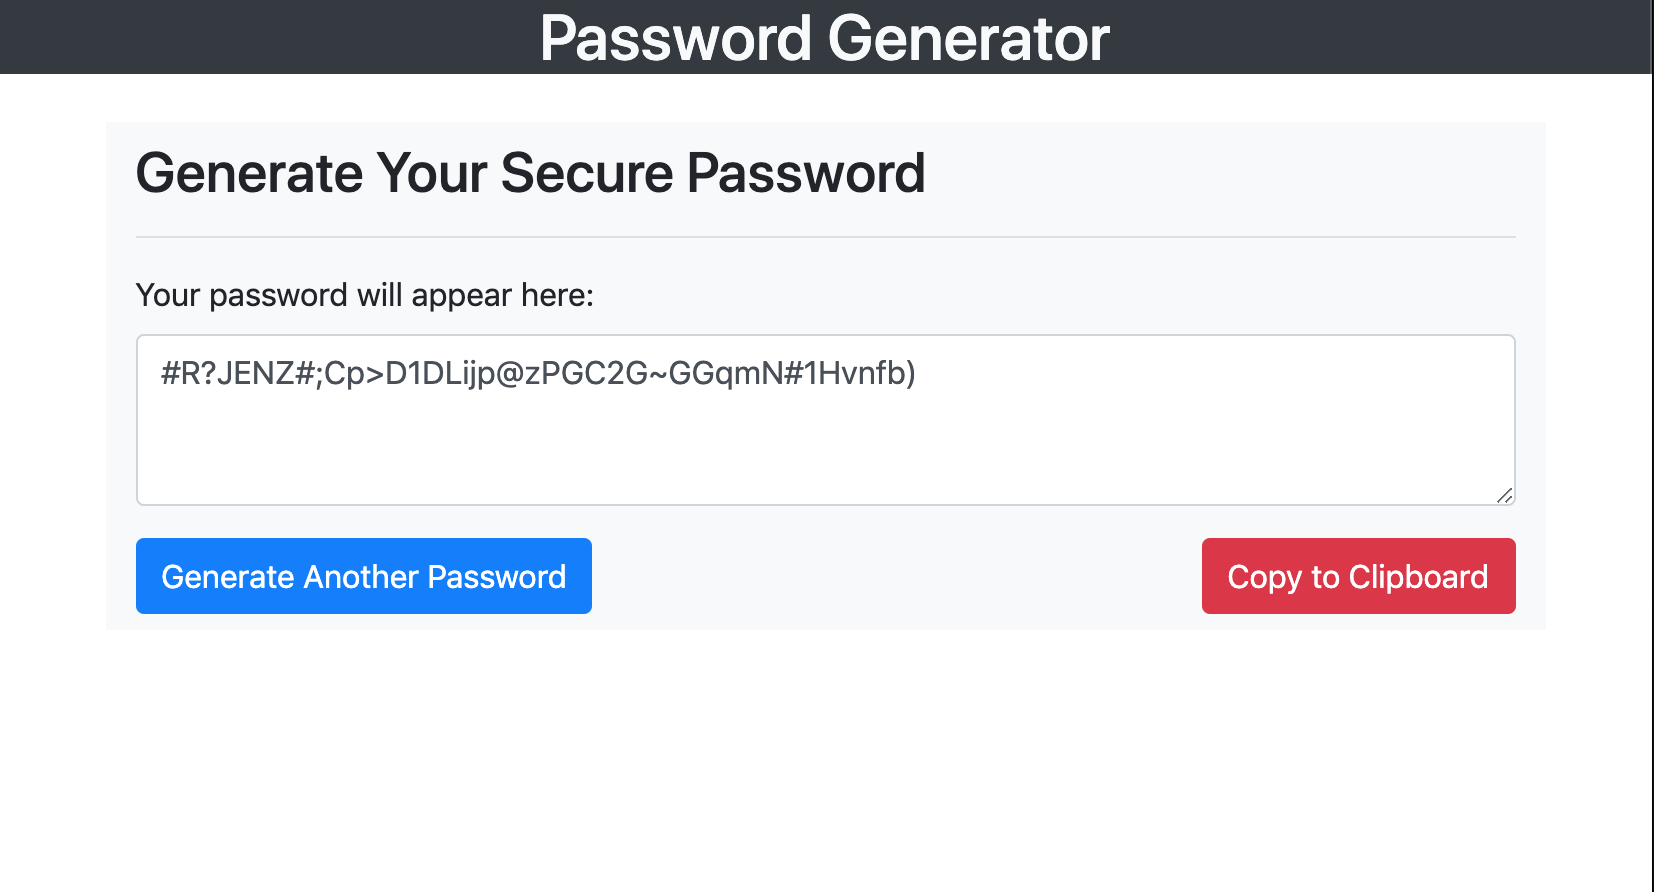 Password Generator
Generate Your Secure Password
Your password will appear here:
#R?JENZ#;Cp>D1DLijp@zPGC2G~GGqmN#1Hvnfb)
Generate Another Password
Copy to Clipboard